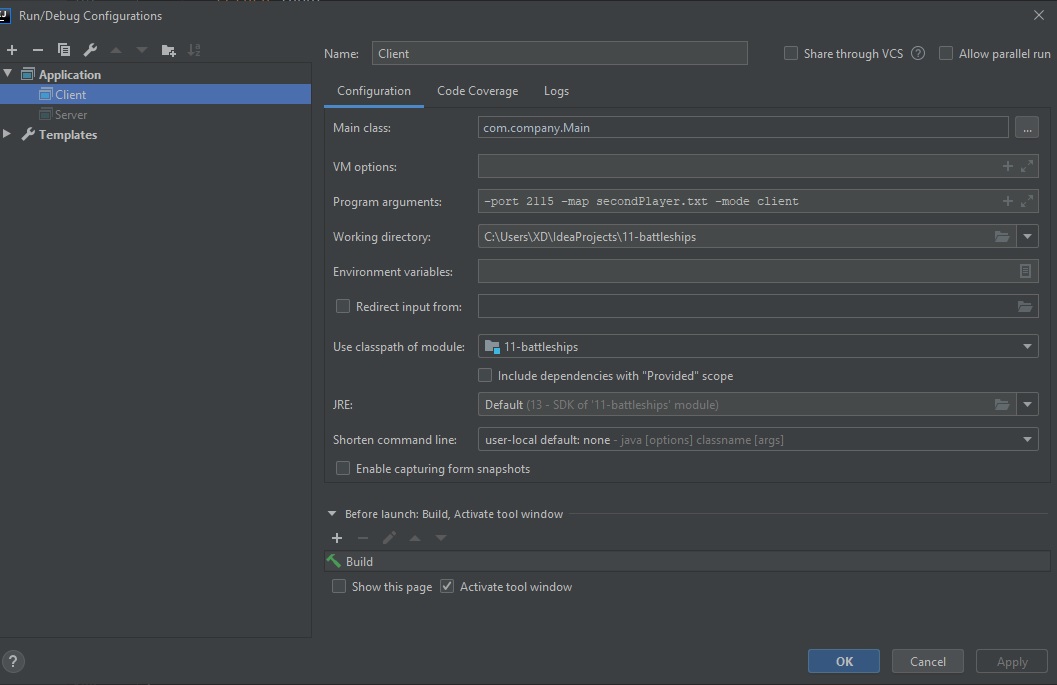 Run/Debug Configurations
Application
Client
Server
Templates
Name: Client
Share through VCS ?
Allow parallel run
Configuration Code Coverage Logs
Main class: com.company.Main ...
VM options:
Program arguments: -port 2115 -map secondPlayer.txt -mode client
Working directory: C:\Users\XD\IdeaProjects\11-battleships
Environment variables:
Redirect input from:
Use classpath of module: 11-battleships
Include dependencies with "Provided" scope
JRE: Default (13 - SDK of '11-battleships' module)
Shorten command line: user-local default: none - java [options] classname [args]
Enable capturing form snapshots
Before launch: Build, Activate tool window
Build
Show this page Activate tool window
? OK Cancel Apply